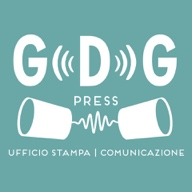 GDG
PRESS
UFFICIO STAMPA | COMUNICAZIONE